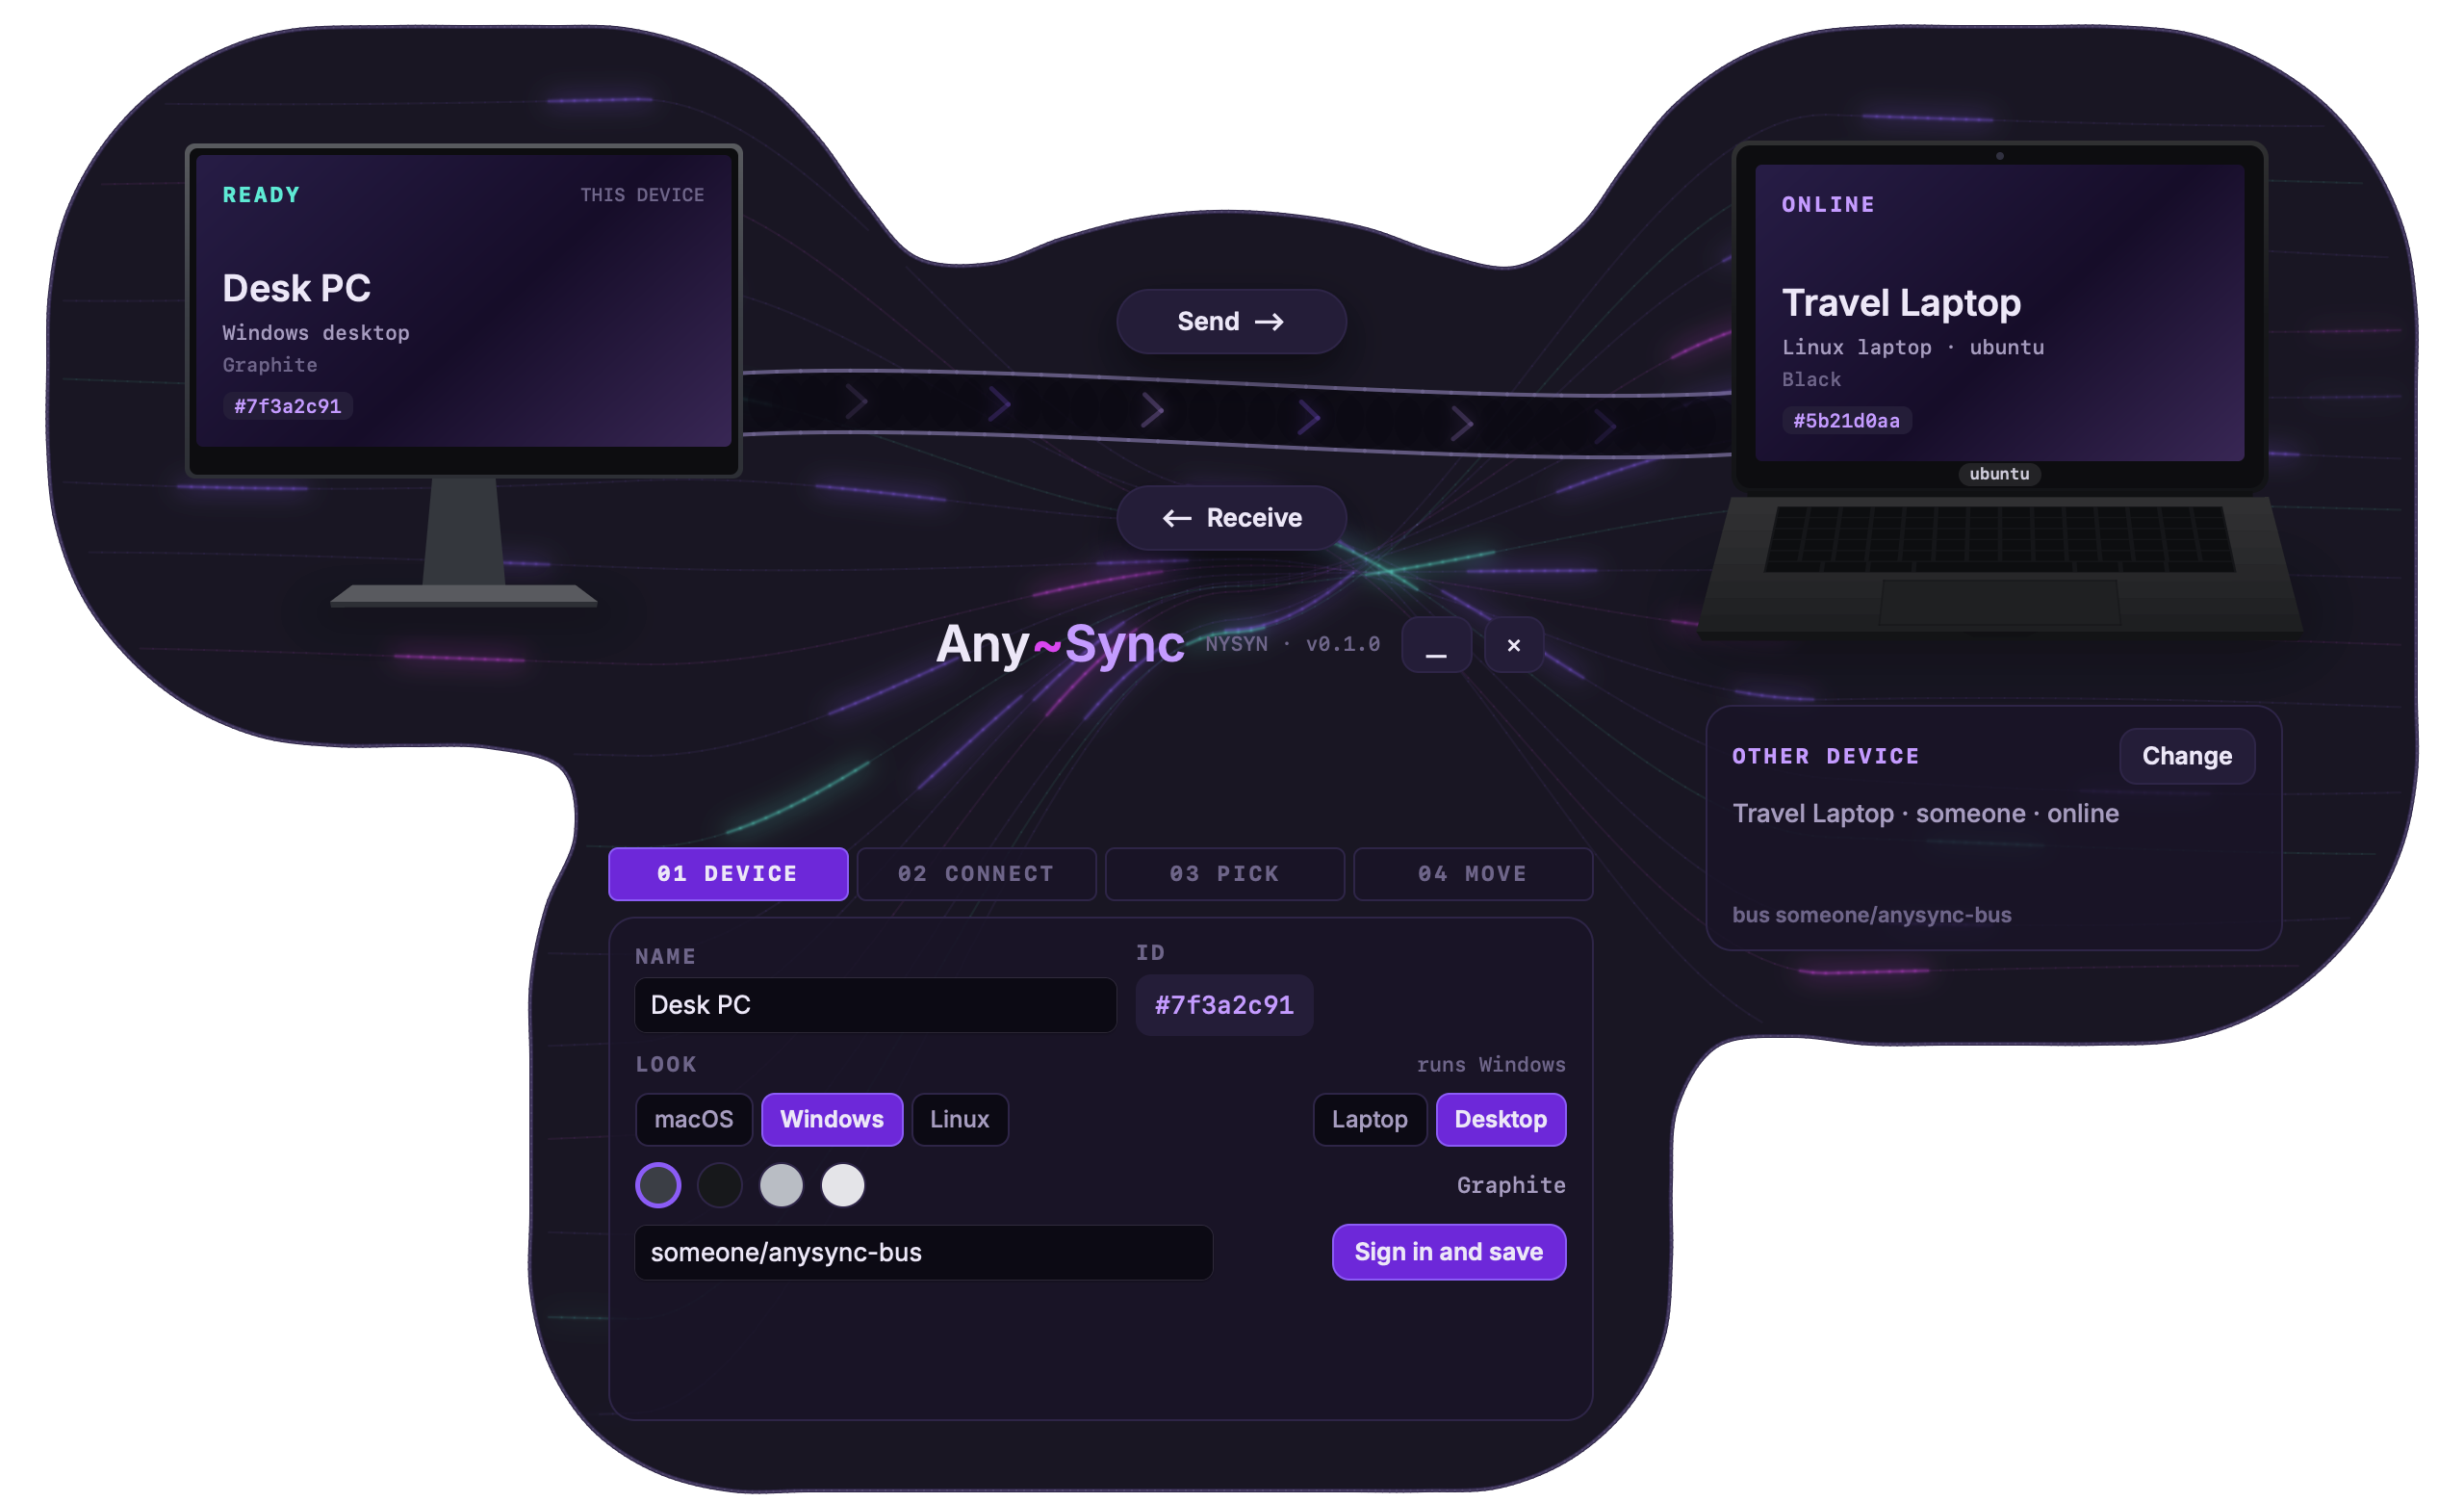 READY
THIS DEVICE
Desk PC
Windows desktop
Graphite
#7f3a2c91
Send →
← Receive
ONLINE
Travel Laptop
Linux laptop · ubuntu
Black
#5b21d0aa
ubuntu
Any~Sync NYSYN · v0.1.0 _ ×
OTHER DEVICE
Change
Travel Laptop · someone · online
bus someone/anysync-bus
01 DEVICE 02 CONNECT 03 PICK 04 MOVE
NAME
ID
Desk PC
#7f3a2c91
LOOK
runs Windows
macOS Windows Linux
Laptop Desktop
Graphite
someone/anysync-bus
Sign in and save